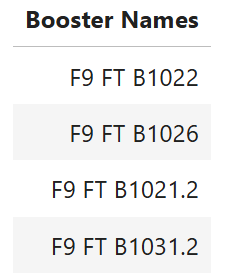 Booster Names
F9 FT B1022
F9 FT B1026
F9 FT B1021.2
F9 FT B1031.2